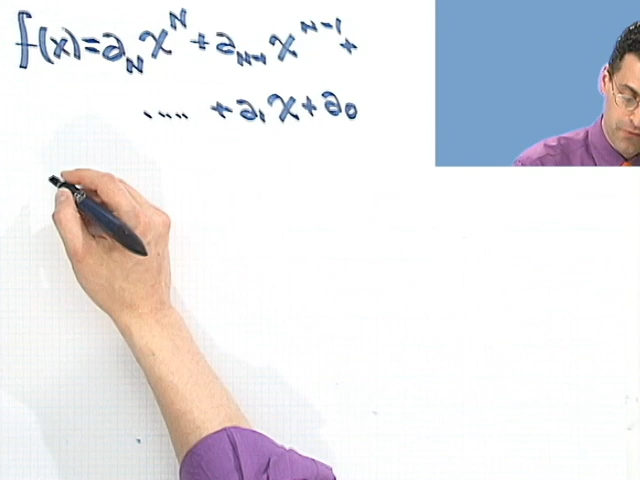 f(x)=a_N x^N + a_{N-1} x^{N-1} +
.... + a_1 x + a_0